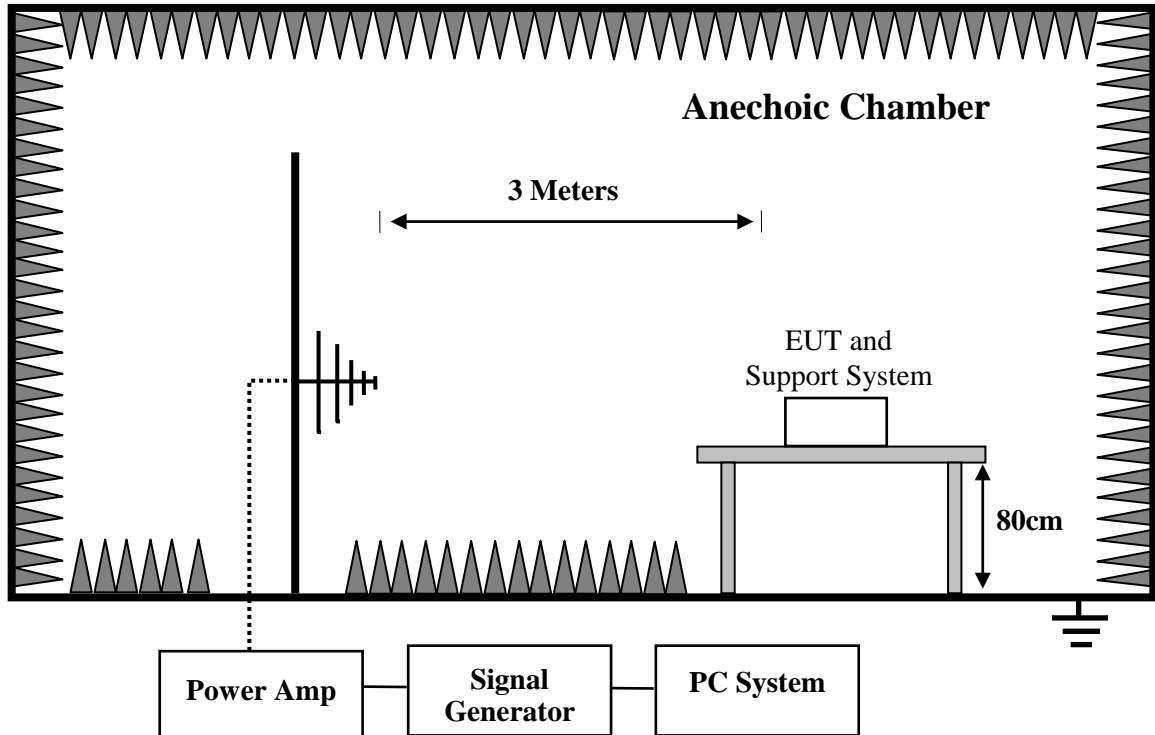 Anechoic Chamber
3 Meters
EUT and
Support System
80cm
Power Amp
Signal
Generator
PC System